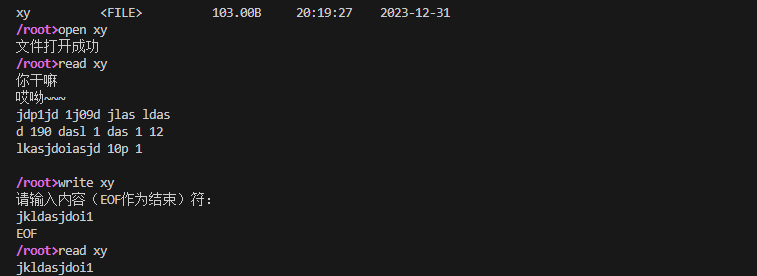 xy <FILE> 103.00B 20:19:27 2023-12-31
/root>open xy
文件打开成功
/root>read xy
你干嘛
哎呦~~~
jdp1jd 1j09d jlas ldas
d 190 dasl 1 das 1 12
lkasjdoiasjd 10p 1
/root>write xy
请输入内容（EOF作为结束）符：
jkldasjdoi1
EOF
/root>read xy
jkldasjdoi1